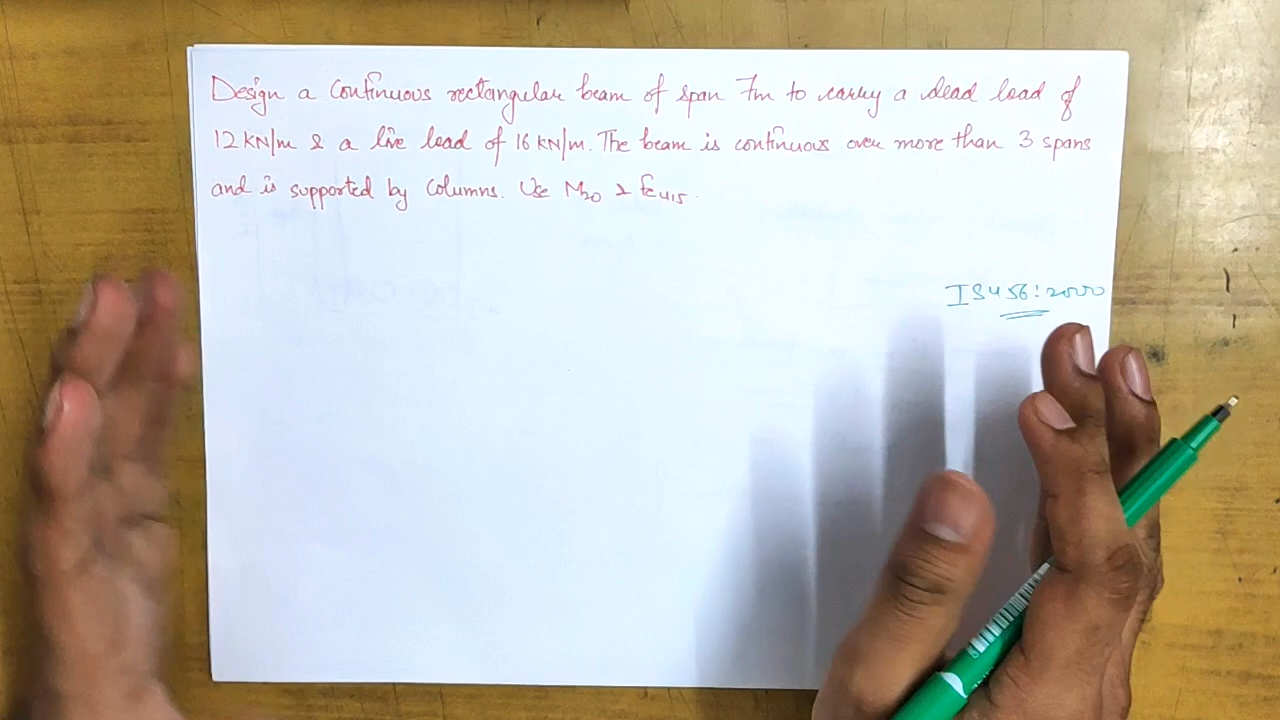 Design a continuous rectangular beam of span 7m to carry a dead load of
12 kN/m & a live load of 16 kN/m. The beam is continuous over more than 3 spans
and is supported by columns. Use M20 & Fe415.
IS456:2000